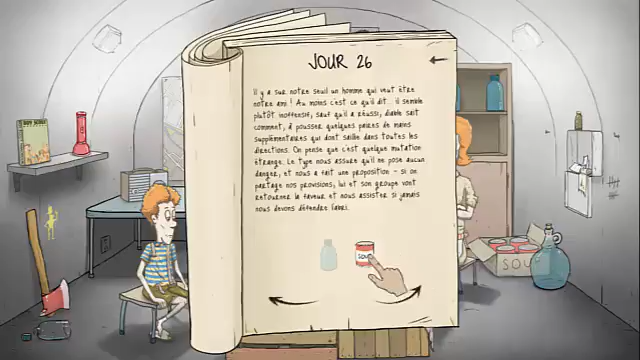 JOUR 26
Il y a sur notre seuil un homme qui veut être
notre ami ! Au moins c'est ce qu'il dit... il semble
plutôt inoffensif, sauf qu'il a réussi, diable sait
comment, à pousser quelques paires de mains
supplémentaires qui dont saillie dans toutes les
directions. On pense que c'est quelque mutation
étrange. Le type nous assure qu'il ne pose aucun
danger, et nous a fait une proposition - si on
partage nos provisions, lui et son groupe vont
retourner la faveur et nous assister si jamais
nous devons défendre l'abri.
SOUP
SOU